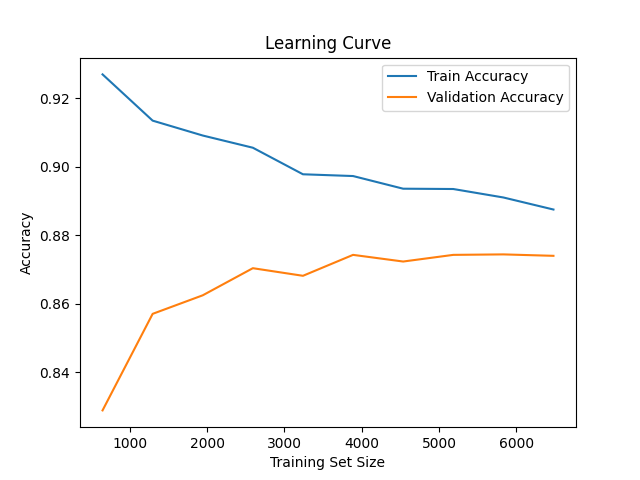 Learning Curve
Train Accuracy
Validation Accuracy
0.92
0.90
0.88
0.86
0.84
Accuracy
1000 2000 3000 4000 5000 6000
Training Set Size